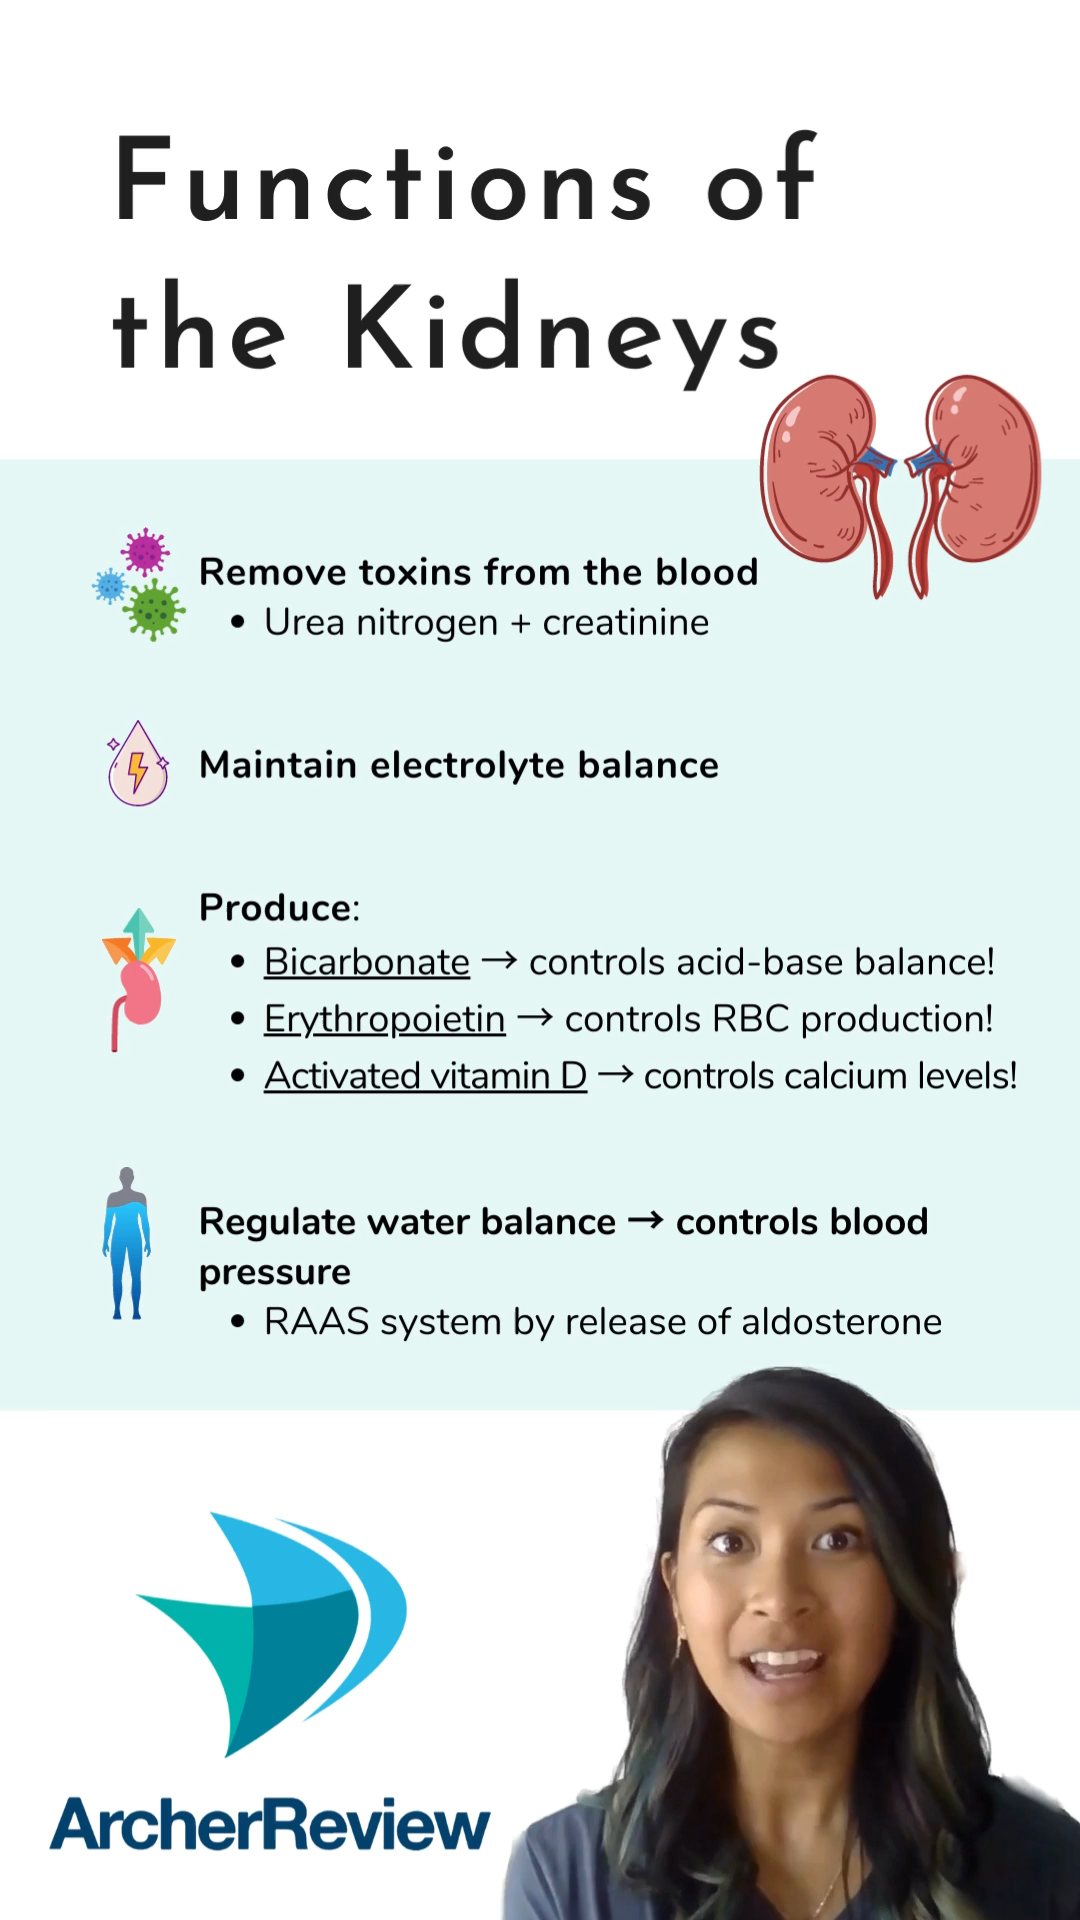 Functions of
the Kidneys
Remove toxins from the blood
• Urea nitrogen + creatinine
Maintain electrolyte balance
Produce:
• Bicarbonate → controls acid-base balance!
• Erythropoietin → controls RBC production!
• Activated vitamin D → controls calcium levels!
Regulate water balance → controls blood
pressure
• RAAS system by release of aldosterone
ArcherReview